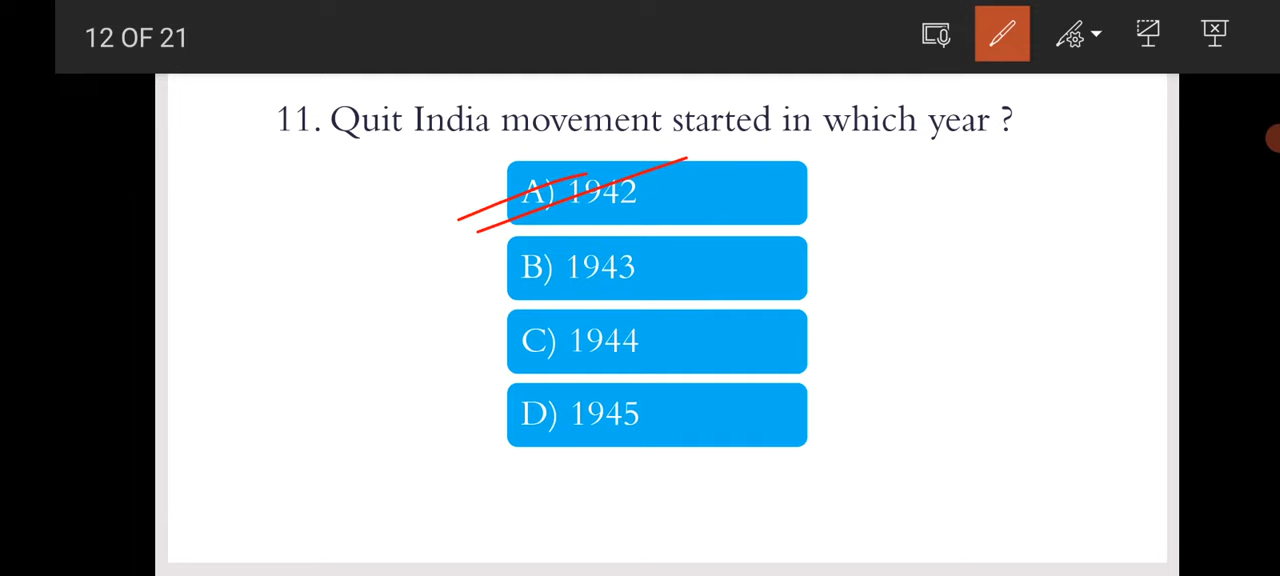 12 OF 21
11. Quit India movement started in which year ?
A) 1942
B) 1943
C) 1944
D) 1945